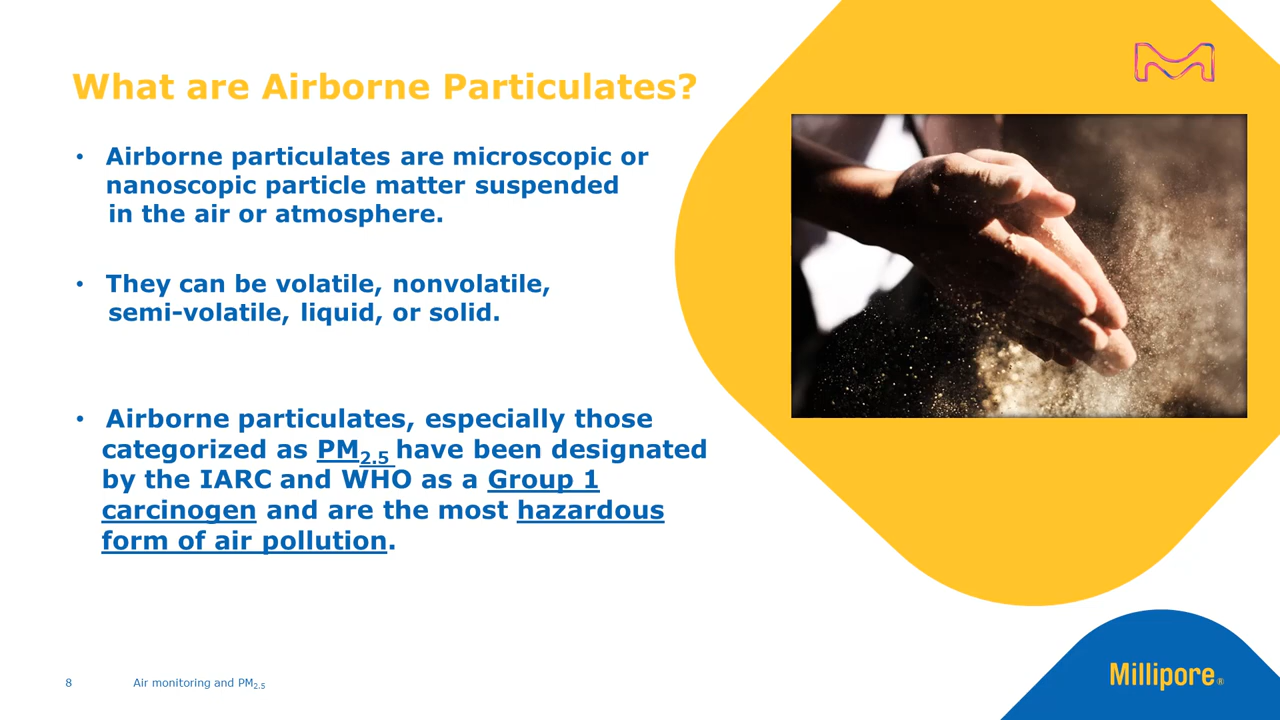 What are Airborne Particulates?
• Airborne particulates are microscopic or
nanoscopic particle matter suspended
in the air or atmosphere.
• They can be volatile, nonvolatile,
semi-volatile, liquid, or solid.
• Airborne particulates, especially those
categorized as PM2.5 have been designated
by the IARC and WHO as a Group 1
carcinogen and are the most hazardous
form of air pollution.
8 Air monitoring and PM2.5
Millipore®